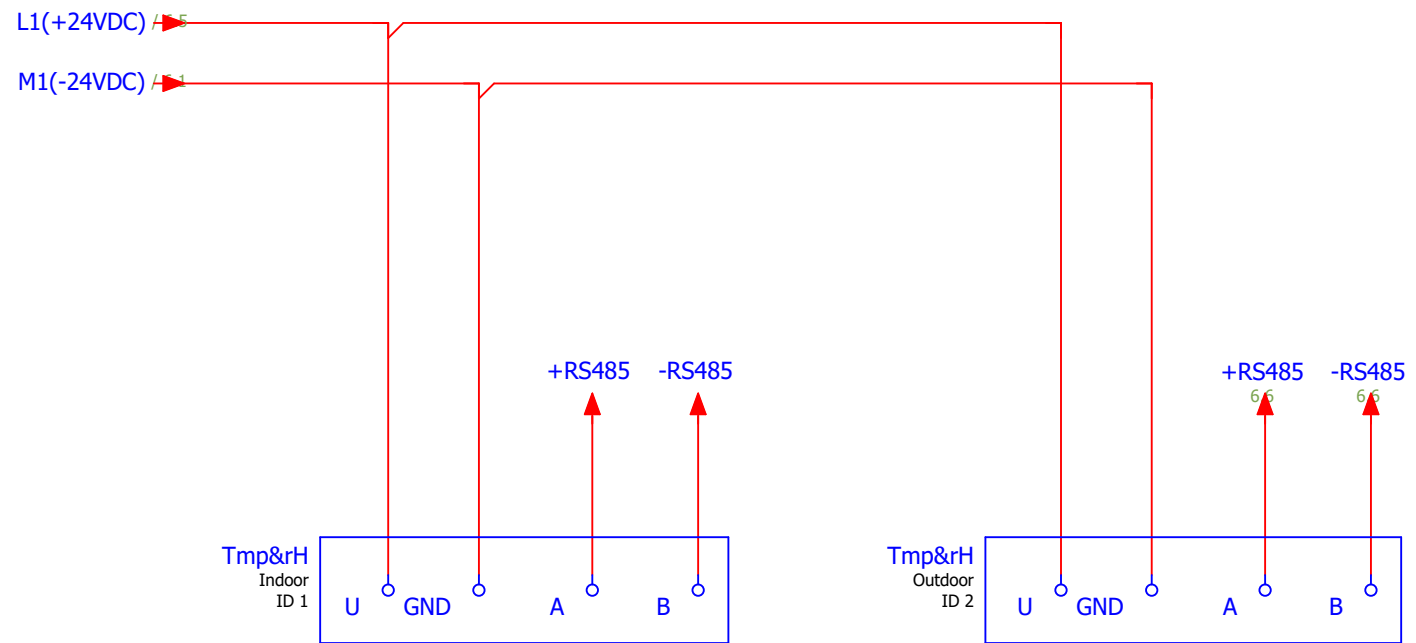 L1(+24VDC)
M1(-24VDC)
+RS485 -RS485 +RS485 -RS485
6.6 6.6
Tmp&rH Tmp&rH
Indoor Outdoor
ID 1 ID 2
U GND A B U GND A B